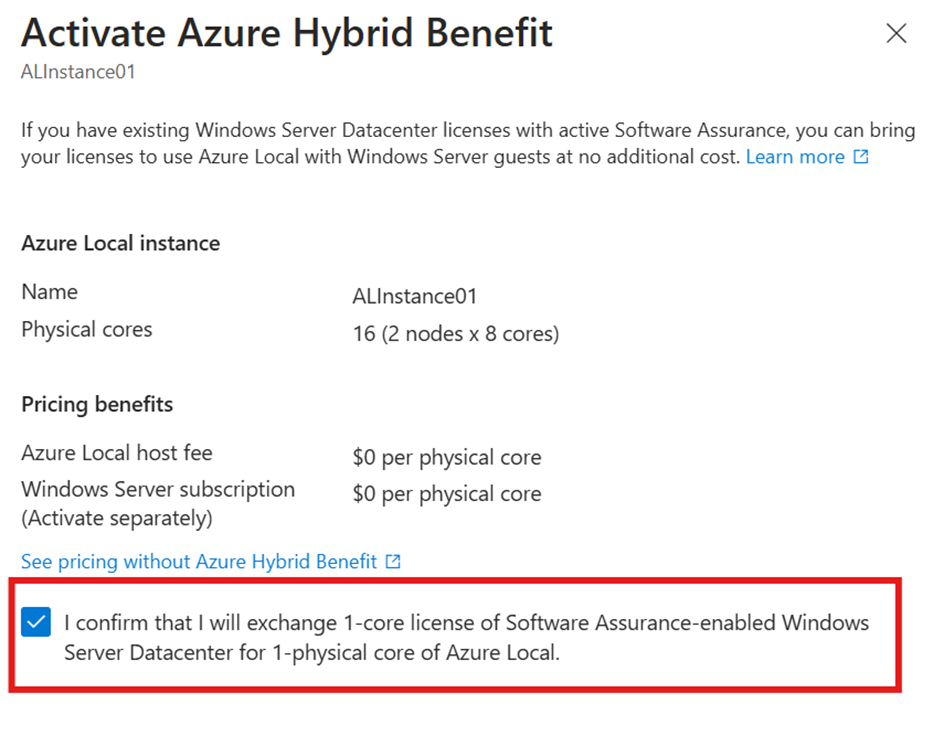 Activate Azure Hybrid Benefit
ALInstance01
If you have existing Windows Server Datacenter licenses with active Software Assurance, you can bring
your licenses to use Azure Local with Windows Server guests at no additional cost. Learn more
Azure Local instance
Name ALInstance01
Physical cores 16 (2 nodes x 8 cores)
Pricing benefits
Azure Local host fee $0 per physical core
Windows Server subscription $0 per physical core
(Activate separately)
See pricing without Azure Hybrid Benefit
I confirm that I will exchange 1-core license of Software Assurance-enabled Windows
Server Datacenter for 1-physical core of Azure Local.